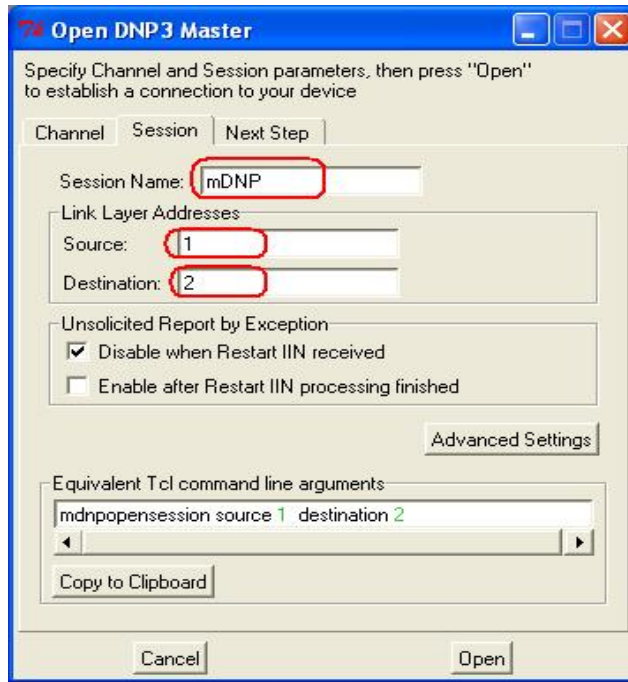 Open DNP3 Master
Specify Channel and Session parameters, then press "Open"
to establish a connection to your device
Channel Session Next Step
Session Name: mDNP
Link Layer Addresses
Source: 1
Destination: 2
Unsolicited Report by Exception
Disable when Restart IIN received
Enable after Restart IIN processing finished
Advanced Settings
Equivalent Tcl command line arguments
mdnpopensession source 1 destination 2
Copy to Clipboard
Cancel Open